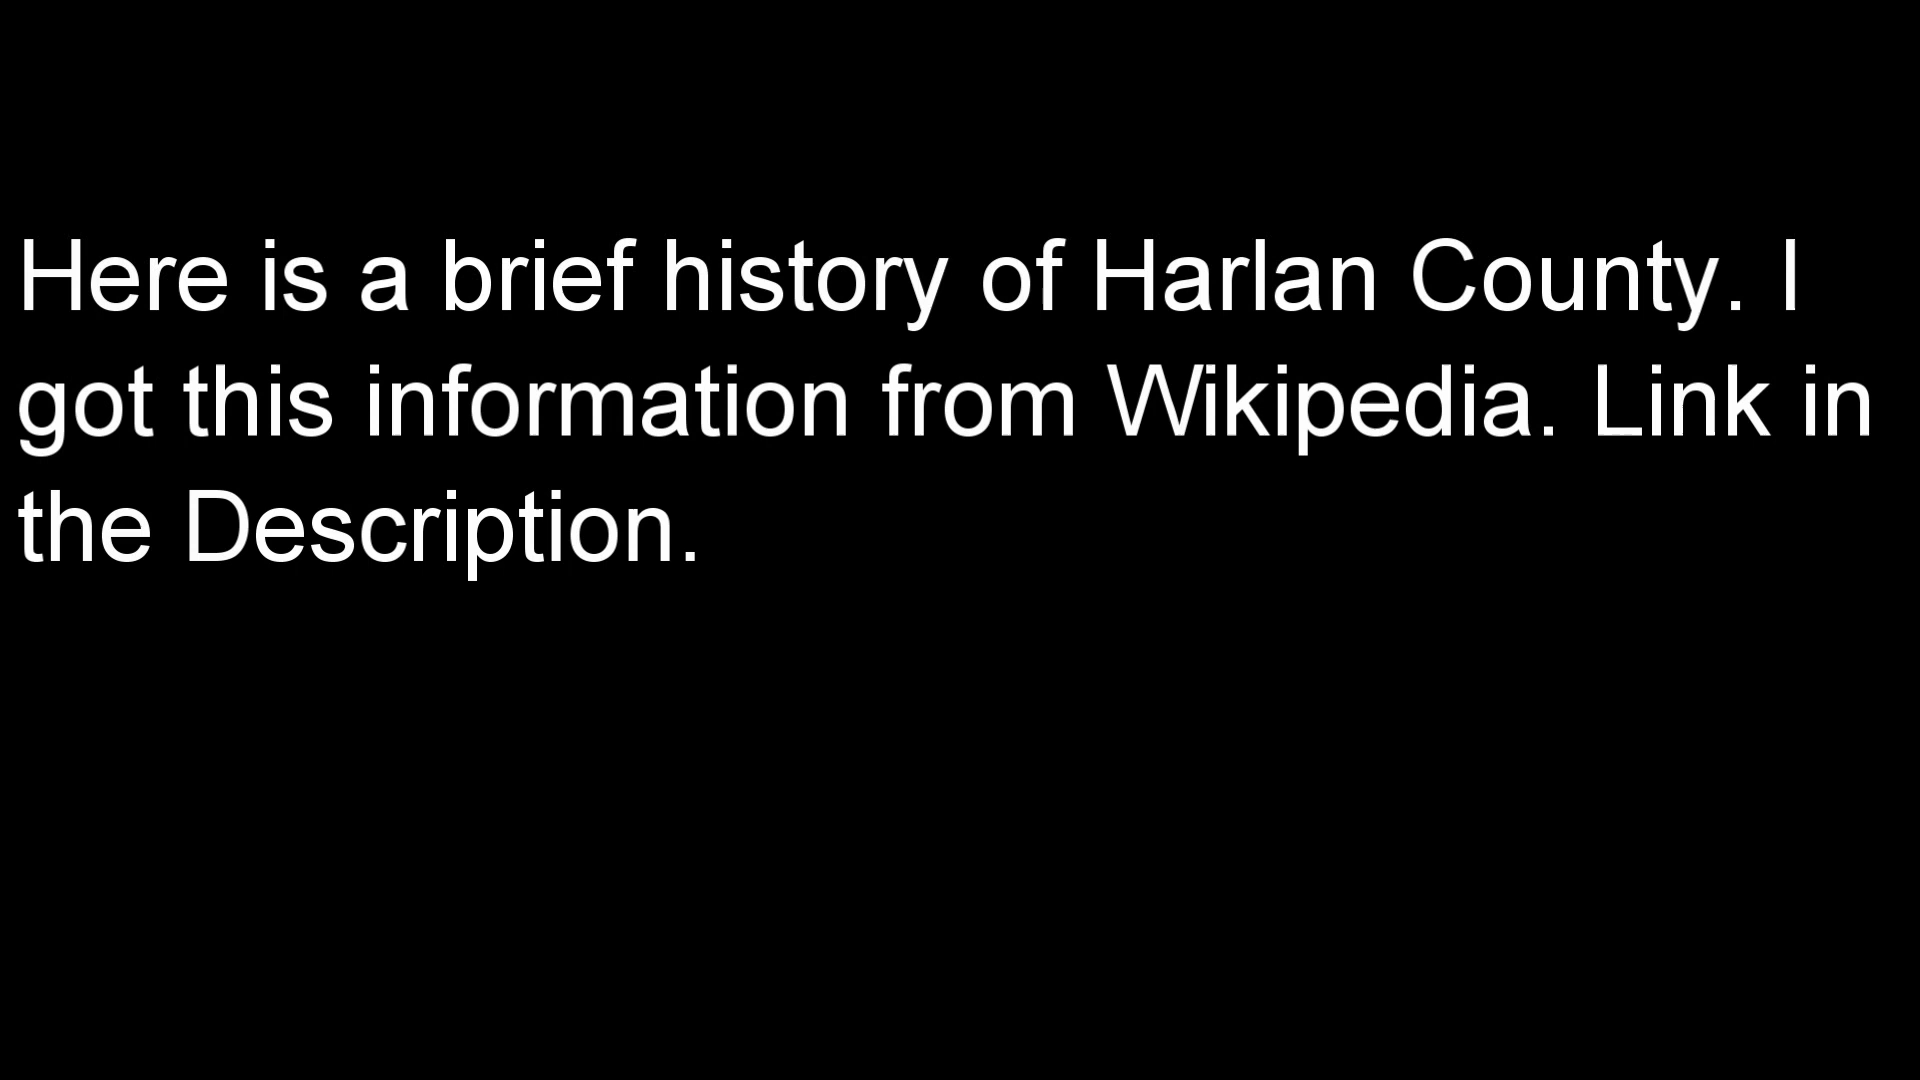 Here is a brief history of Harlan County. I
got this information from Wikipedia. Link in
the Description.